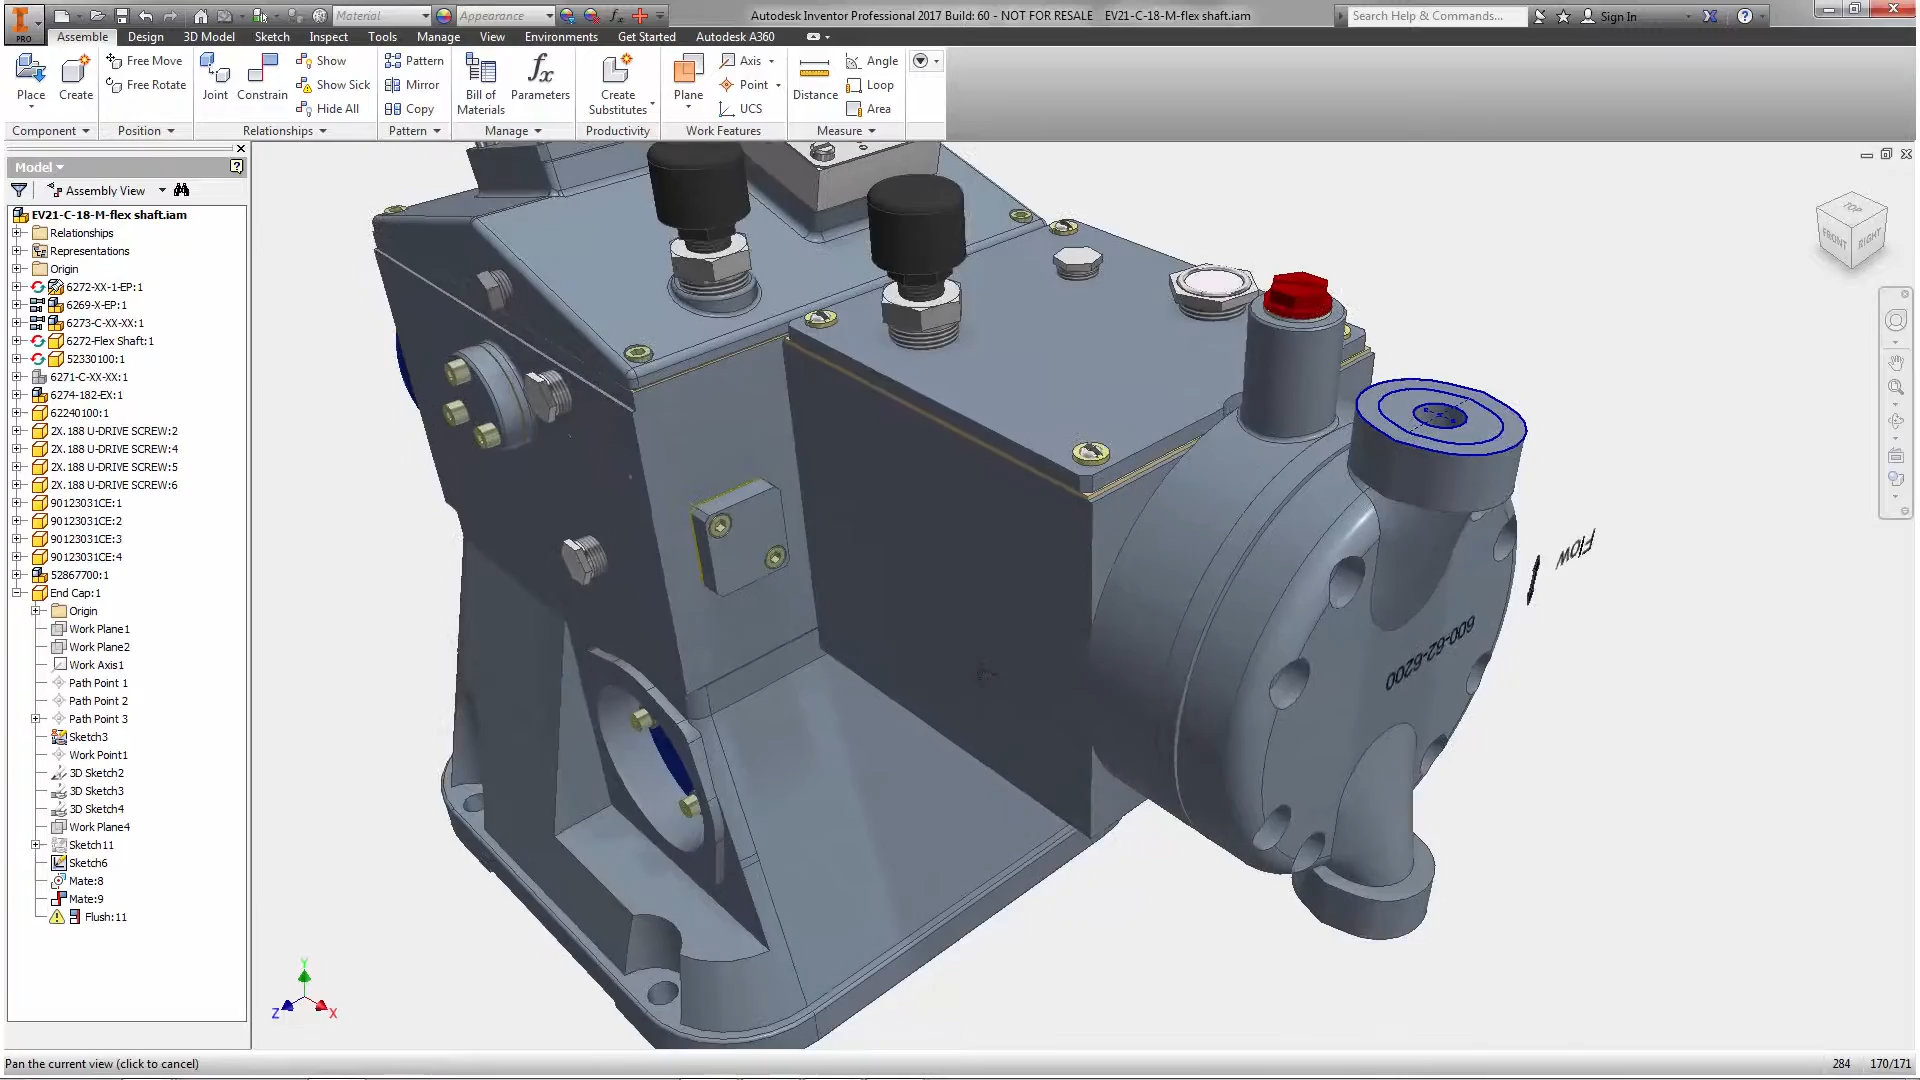 Material
Appearance
Autodesk Inventor Professional 2017 Build: 60 - NOT FOR RESALE EV21-C-18-M-flex shaft.iam
Search Help & Commands...
Sign In
PRO
Assemble Design 3D Model Sketch Inspect Tools Manage View Environments Get Started Autodesk A360
Place
Create
Component
Free Move
Free Rotate
Position
Joint
Constrain
Show
Show Sick
Hide All
Relationships
Pattern
Mirror
Copy
Pattern
Bill of
Materials
Parameters
Manage
Create
Substitutes
Productivity
Plane
Axis
Point
UCS
Work Features
Distance
Angle
Loop
Area
Measure
Model
Assembly View
EV21-C-18-M-flex shaft.iam
Relationships
Representations
Origin
6272-XX-1-EP:1
6269-X-EP:1
6273-C-XX-XX:1
6272-Flex Shaft:1
52330100:1
6271-C-XX-XX:1
6274-182-EX:1
62240100:1
2X.188 U-DRIVE SCREW:2
2X.188 U-DRIVE SCREW:4
2X.188 U-DRIVE SCREW:5
2X.188 U-DRIVE SCREW:6
90123031CE:1
90123031CE:2
90123031CE:3
90123031CE:4
52867700:1
End Cap:1
Origin
Work Plane1
Work Plane2
Work Axis1
Path Point 1
Path Point 2
Path Point 3
Sketch3
Work Point1
3D Sketch2
3D Sketch3
3D Sketch4
Work Plane4
Sketch11
Sketch6
Mate:8
Mate:9
Flush:11
TOP
FRONT
RIGHT
FLOW
600-62-6200
Y
Z
X
Pan the current view (click to cancel)
284
170/171